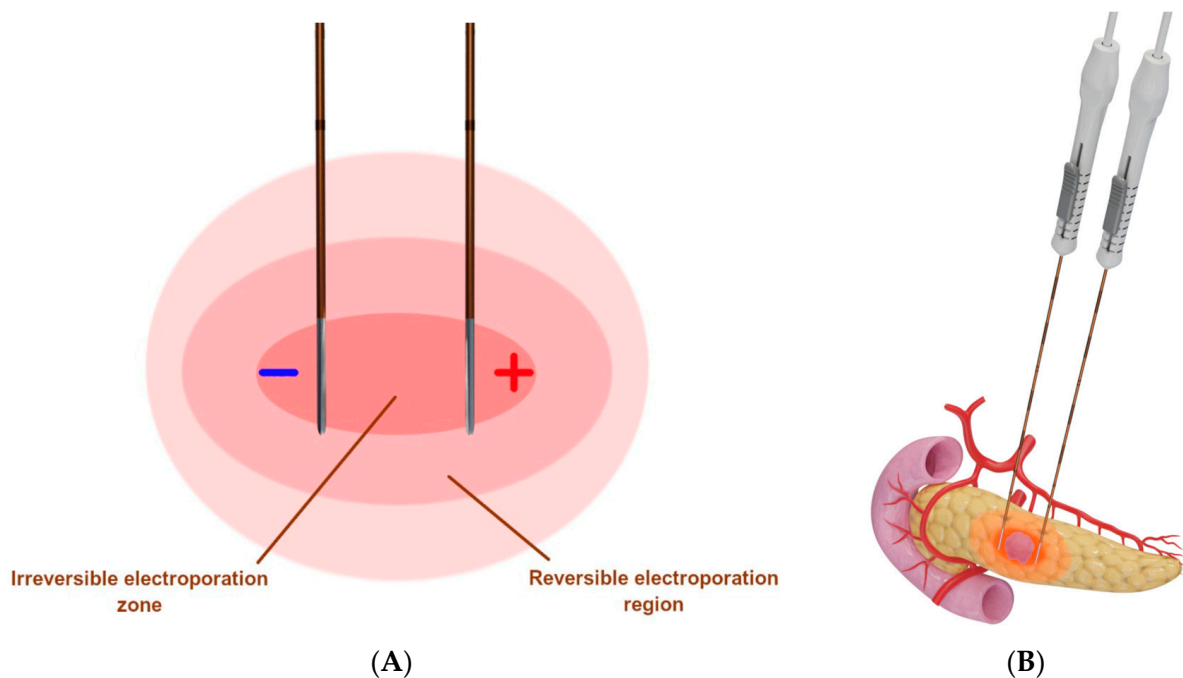 Irreversible electroporation
zone
Reversible electroporation
region
(A)
(B)